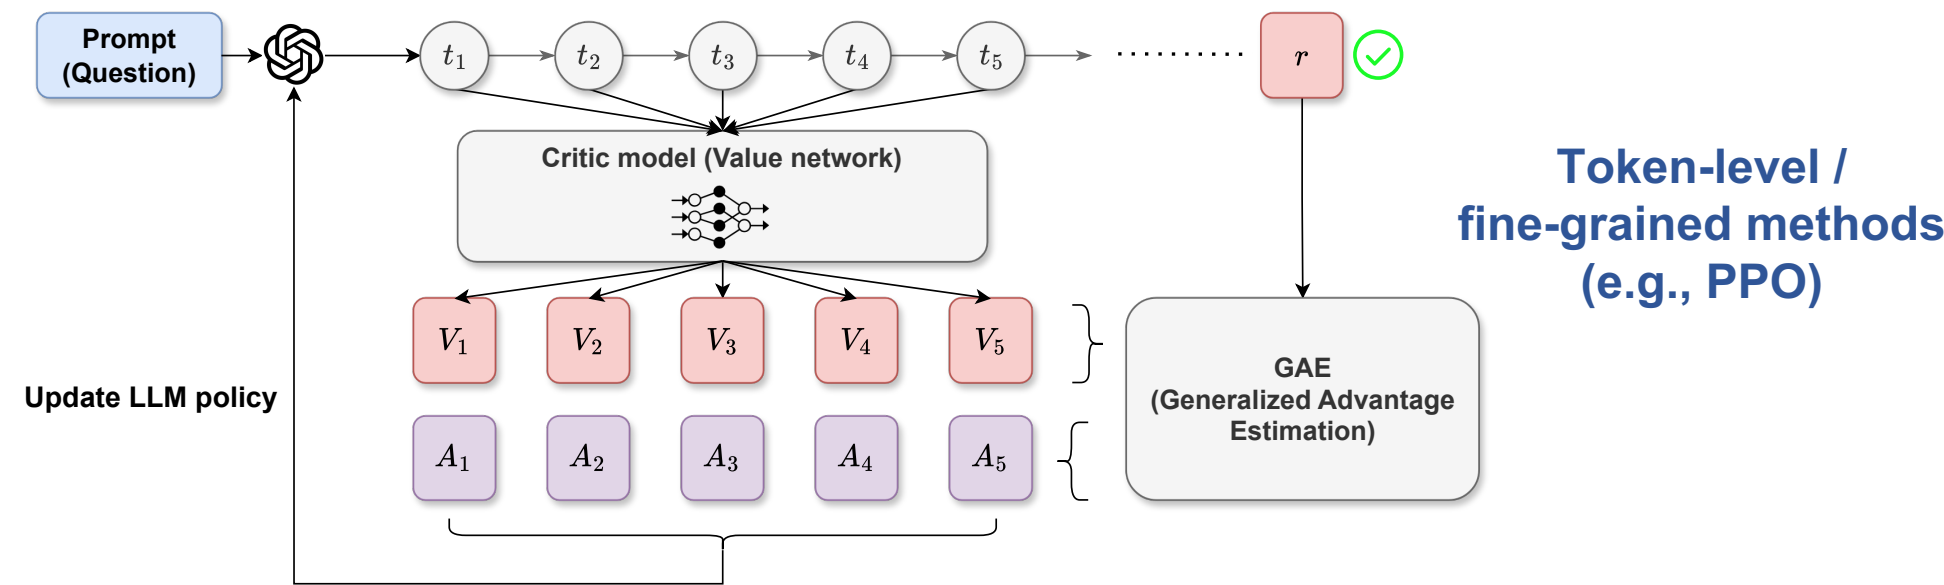 Prompt
(Question)
t1 t2 t3 t4 t5 ........... r
Critic model (Value network)
Token-level /
fine-grained methods
(e.g., PPO)
V1 V2 V3 V4 V5
GAE
(Generalized Advantage
Estimation)
Update LLM policy
A1 A2 A3 A4 A5